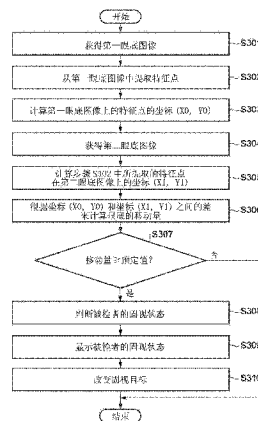 开始
获得第一眼底图像
S301
从第一眼底图像中提取特征点
S302
计算第一眼底图像上的特征点的坐标 (X0, Y0)
S303
获得第二眼底图像
S304
计算步骤S302中所提取的特征点
在第二眼底图像上的坐标 (X1, Y1)
S305
根据坐标 (X0, Y0) 和坐标 (X1, Y1) 之间的差
来计算眼底的移动量
S306
S307
移动量≥预定值?
否
是
判断被检者的固视状态
S308
显示被检者的固视状态
S309
改变固视目标
S310
结束